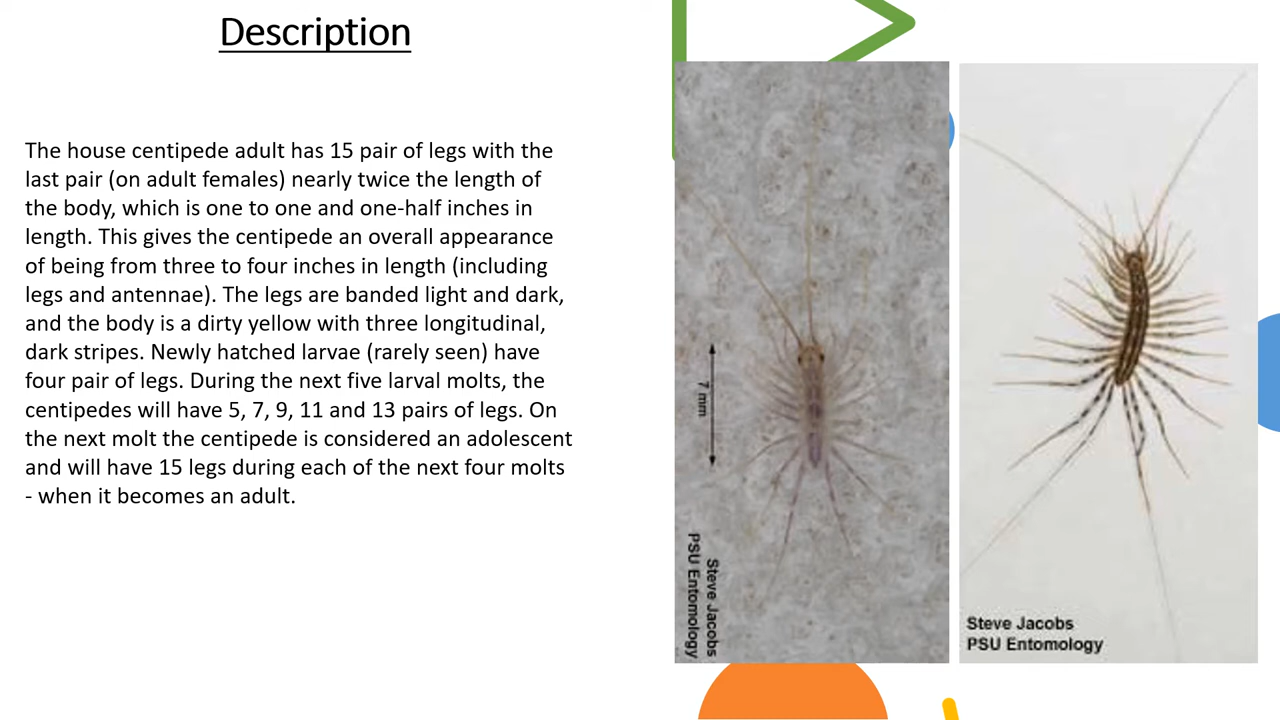 Description
The house centipede adult has 15 pair of legs with the
last pair (on adult females) nearly twice the length of
the body, which is one to one and one-half inches in
length. This gives the centipede an overall appearance
of being from three to four inches in length (including
legs and antennae). The legs are banded light and dark,
and the body is a dirty yellow with three longitudinal,
dark stripes. Newly hatched larvae (rarely seen) have
four pair of legs. During the next five larval molts, the
centipedes will have 5, 7, 9, 11 and 13 pairs of legs. On
the next molt the centipede is considered an adolescent
and will have 15 legs during each of the next four molts
- when it becomes an adult.
7 mm
Steve Jacobs
PSU Entomology
Steve Jacobs
PSU Entomology